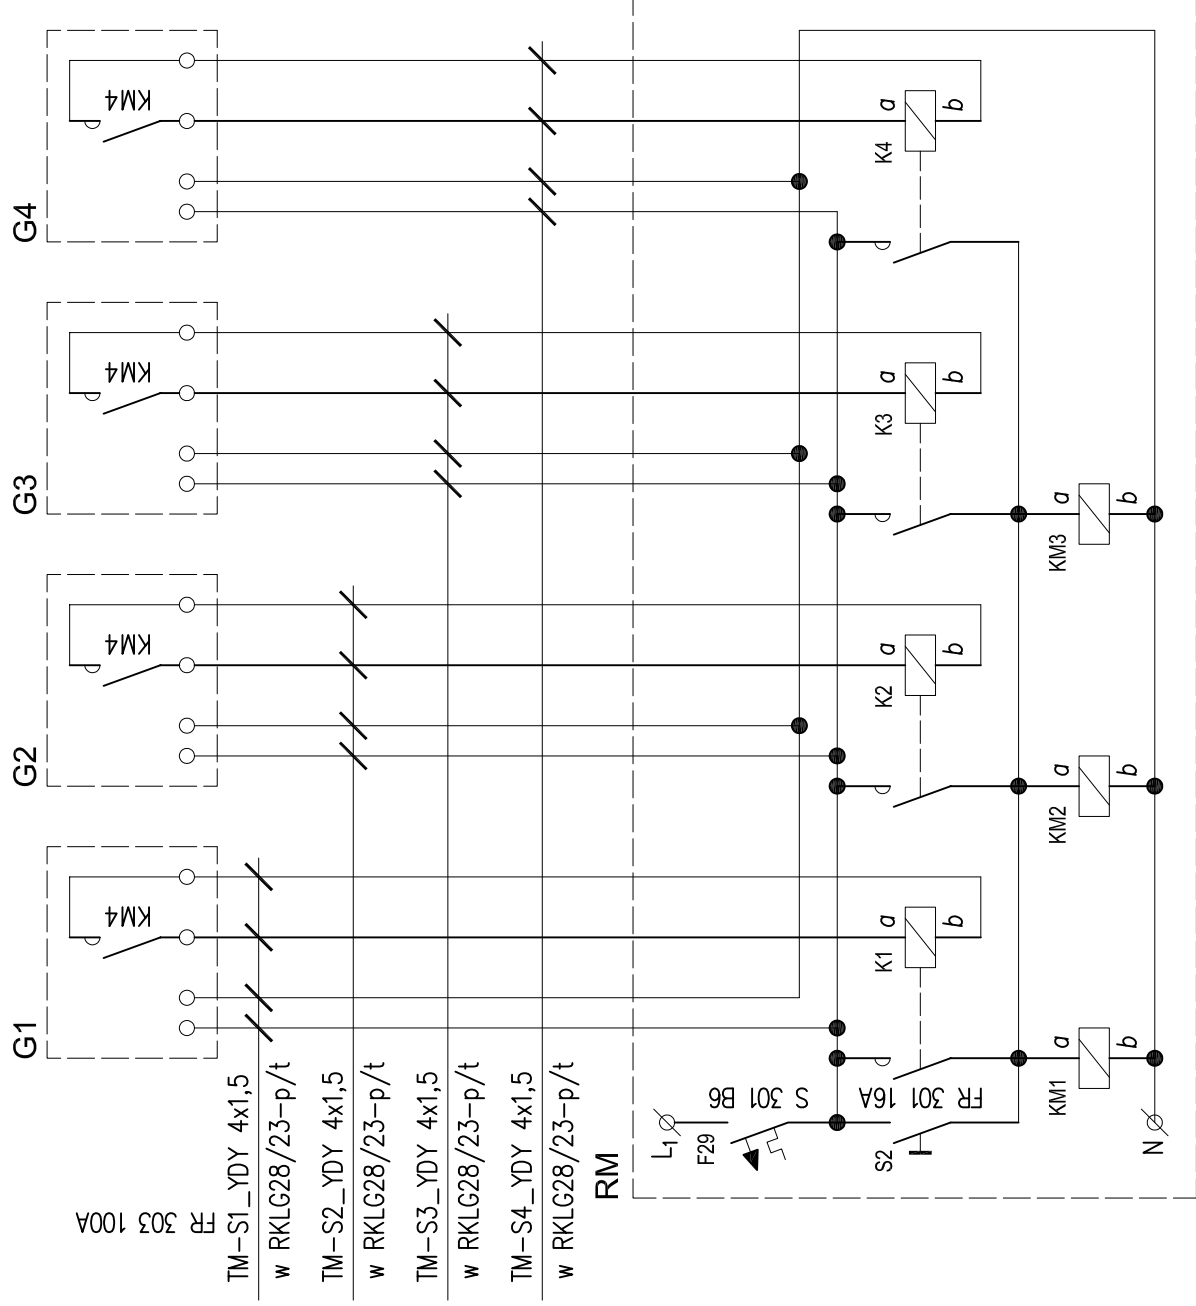 G4
KM4
a
K4
b
G3
KM4
a
K3
b
a
KM3
b
G2
KM4
a
K2
b
a
KM2
b
G1
KM4
a
K1
b
a
KM1
b
FR 303 100A
TM-S1_YDY 4x1,5
w RKLG28/23-p/t
TM-S2_YDY 4x1,5
w RKLG28/23-p/t
TM-S3_YDY 4x1,5
w RKLG28/23-p/t
TM-S4_YDY 4x1,5
w RKLG28/23-p/t
RM
L1
F29
S 301 B6
S2
FR 301 16A
N